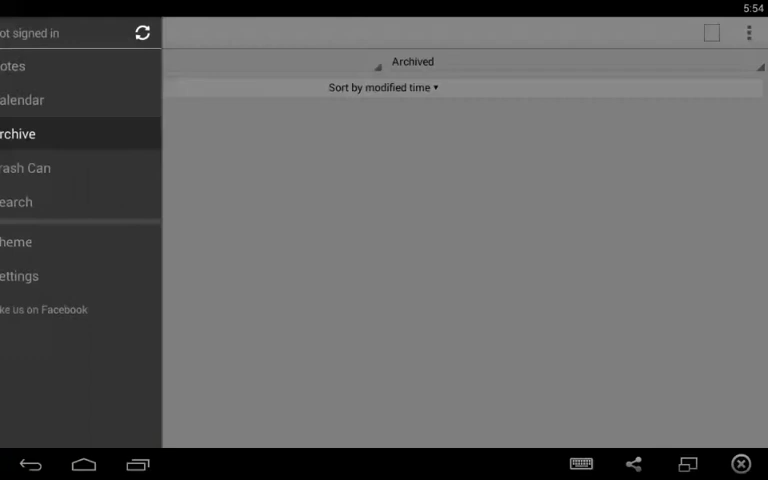 5:54
ot signed in
otes
Archived
Sort by modified time
alendar
rchive
rash Can
earch
heme
ettings
ke us on Facebook